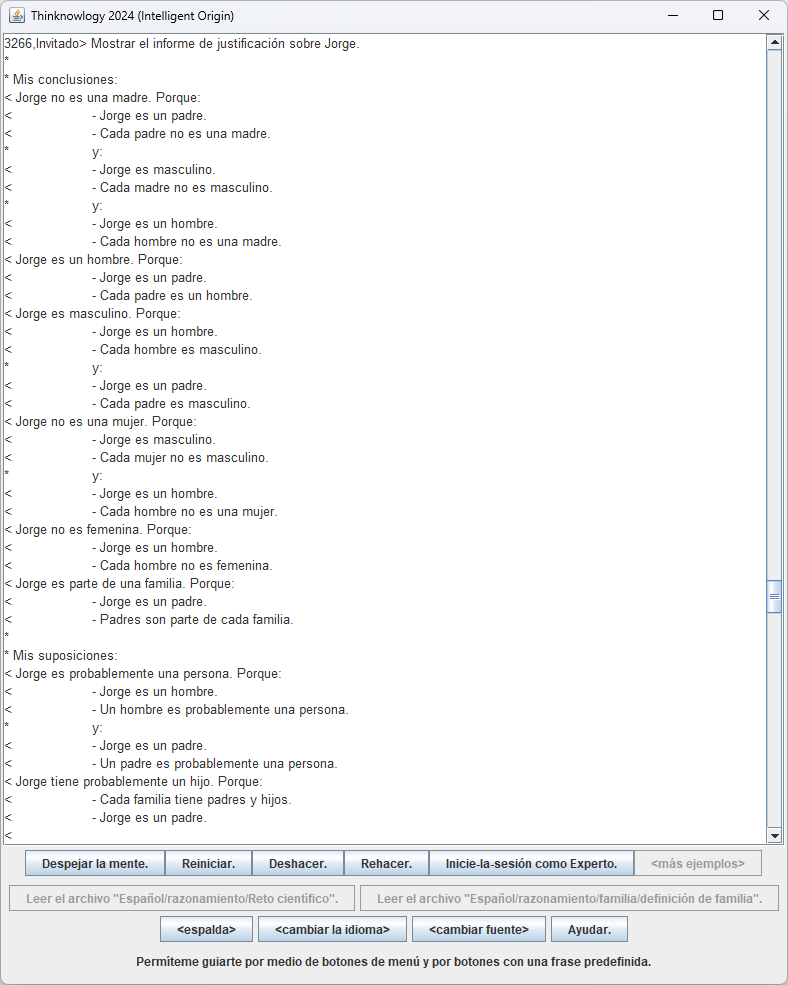 Thinknowlogy 2024 (Intelligent Origin)
3266,Invitado> Mostrar el informe de justificación sobre Jorge.
*
* Mis conclusiones:
< Jorge no es una madre. Porque:
< - Jorge es un padre.
< - Cada padre no es una madre.
* y:
< - Jorge es masculino.
< - Cada madre no es masculino.
* y:
< - Jorge es un hombre.
< - Cada hombre no es una madre.
< Jorge es un hombre. Porque:
< - Jorge es un padre.
< - Cada padre es un hombre.
< Jorge es masculino. Porque:
< - Jorge es un hombre.
< - Cada hombre es masculino.
* y:
< - Jorge es un padre.
< - Cada padre es masculino.
< Jorge no es una mujer. Porque:
< - Jorge es masculino.
< - Cada mujer no es masculino.
* y:
< - Jorge es un hombre.
< - Cada hombre no es una mujer.
< Jorge no es femenina. Porque:
< - Jorge es un hombre.
< - Cada hombre no es femenina.
< Jorge es parte de una familia. Porque:
< - Jorge es un padre.
< - Padres son parte de cada familia.
*
* Mis suposiciones:
< Jorge es probablemente una persona. Porque:
< - Jorge es un hombre.
< - Un hombre es probablemente una persona.
* y:
< - Jorge es un padre.
< - Un padre es probablemente una persona.
< Jorge tiene probablemente un hijo. Porque:
< - Cada familia tiene padres y hijos.
< - Jorge es un padre.
<
Despejar la mente. Reiniciar. Deshacer. Rehacer. Inicie-la-sesión como Experto. <más ejemplos>
Leer el archivo "Español/razonamiento/Reto científico". Leer el archivo "Español/razonamiento/familia/definición de familia".
<espalda> <cambiar la idioma> <cambiar fuente> Ayudar.
Permíteme guiarte por medio de botones de menú y por botones con una frase predefinida.